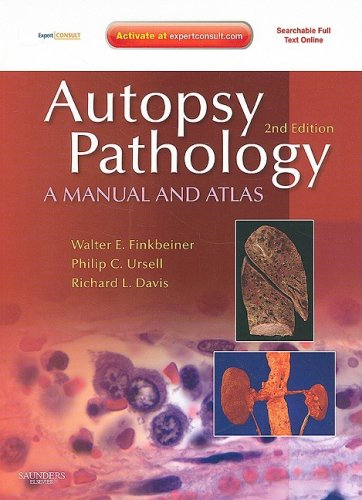 Expert CONSULT
Activate at expertconsult.com
Searchable Full
Text Online
Autopsy
2nd Edition
Pathology
A MANUAL AND ATLAS
Walter E. Finkbeiner
Philip C. Ursell
Richard L. Davis
SAUNDERS
ELSEVIER